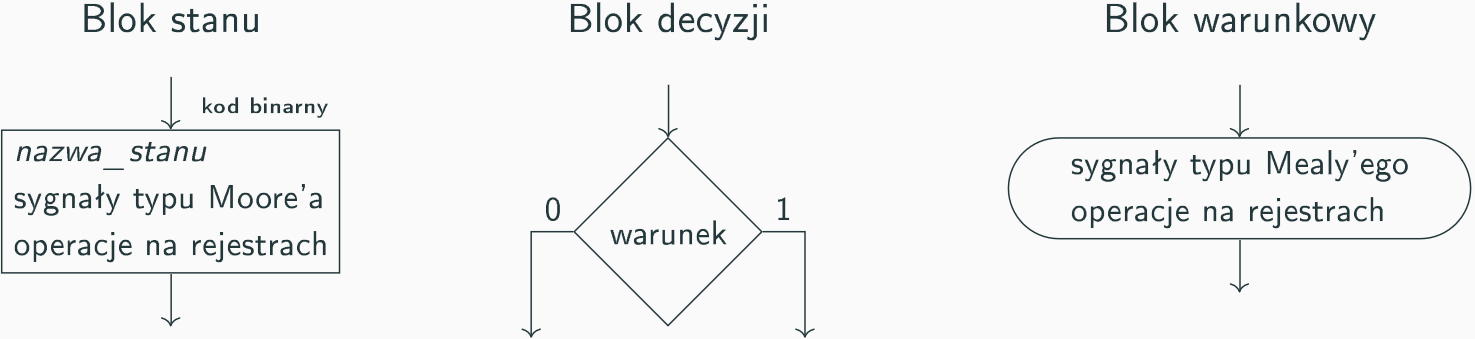 Blok stanu
kod binarny
nazwa_stanu
sygnały typu Moore'a
operacje na rejestrach
Blok decyzji
0
1
warunek
Blok warunkowy
sygnały typu Mealy'ego
operacje na rejestrach